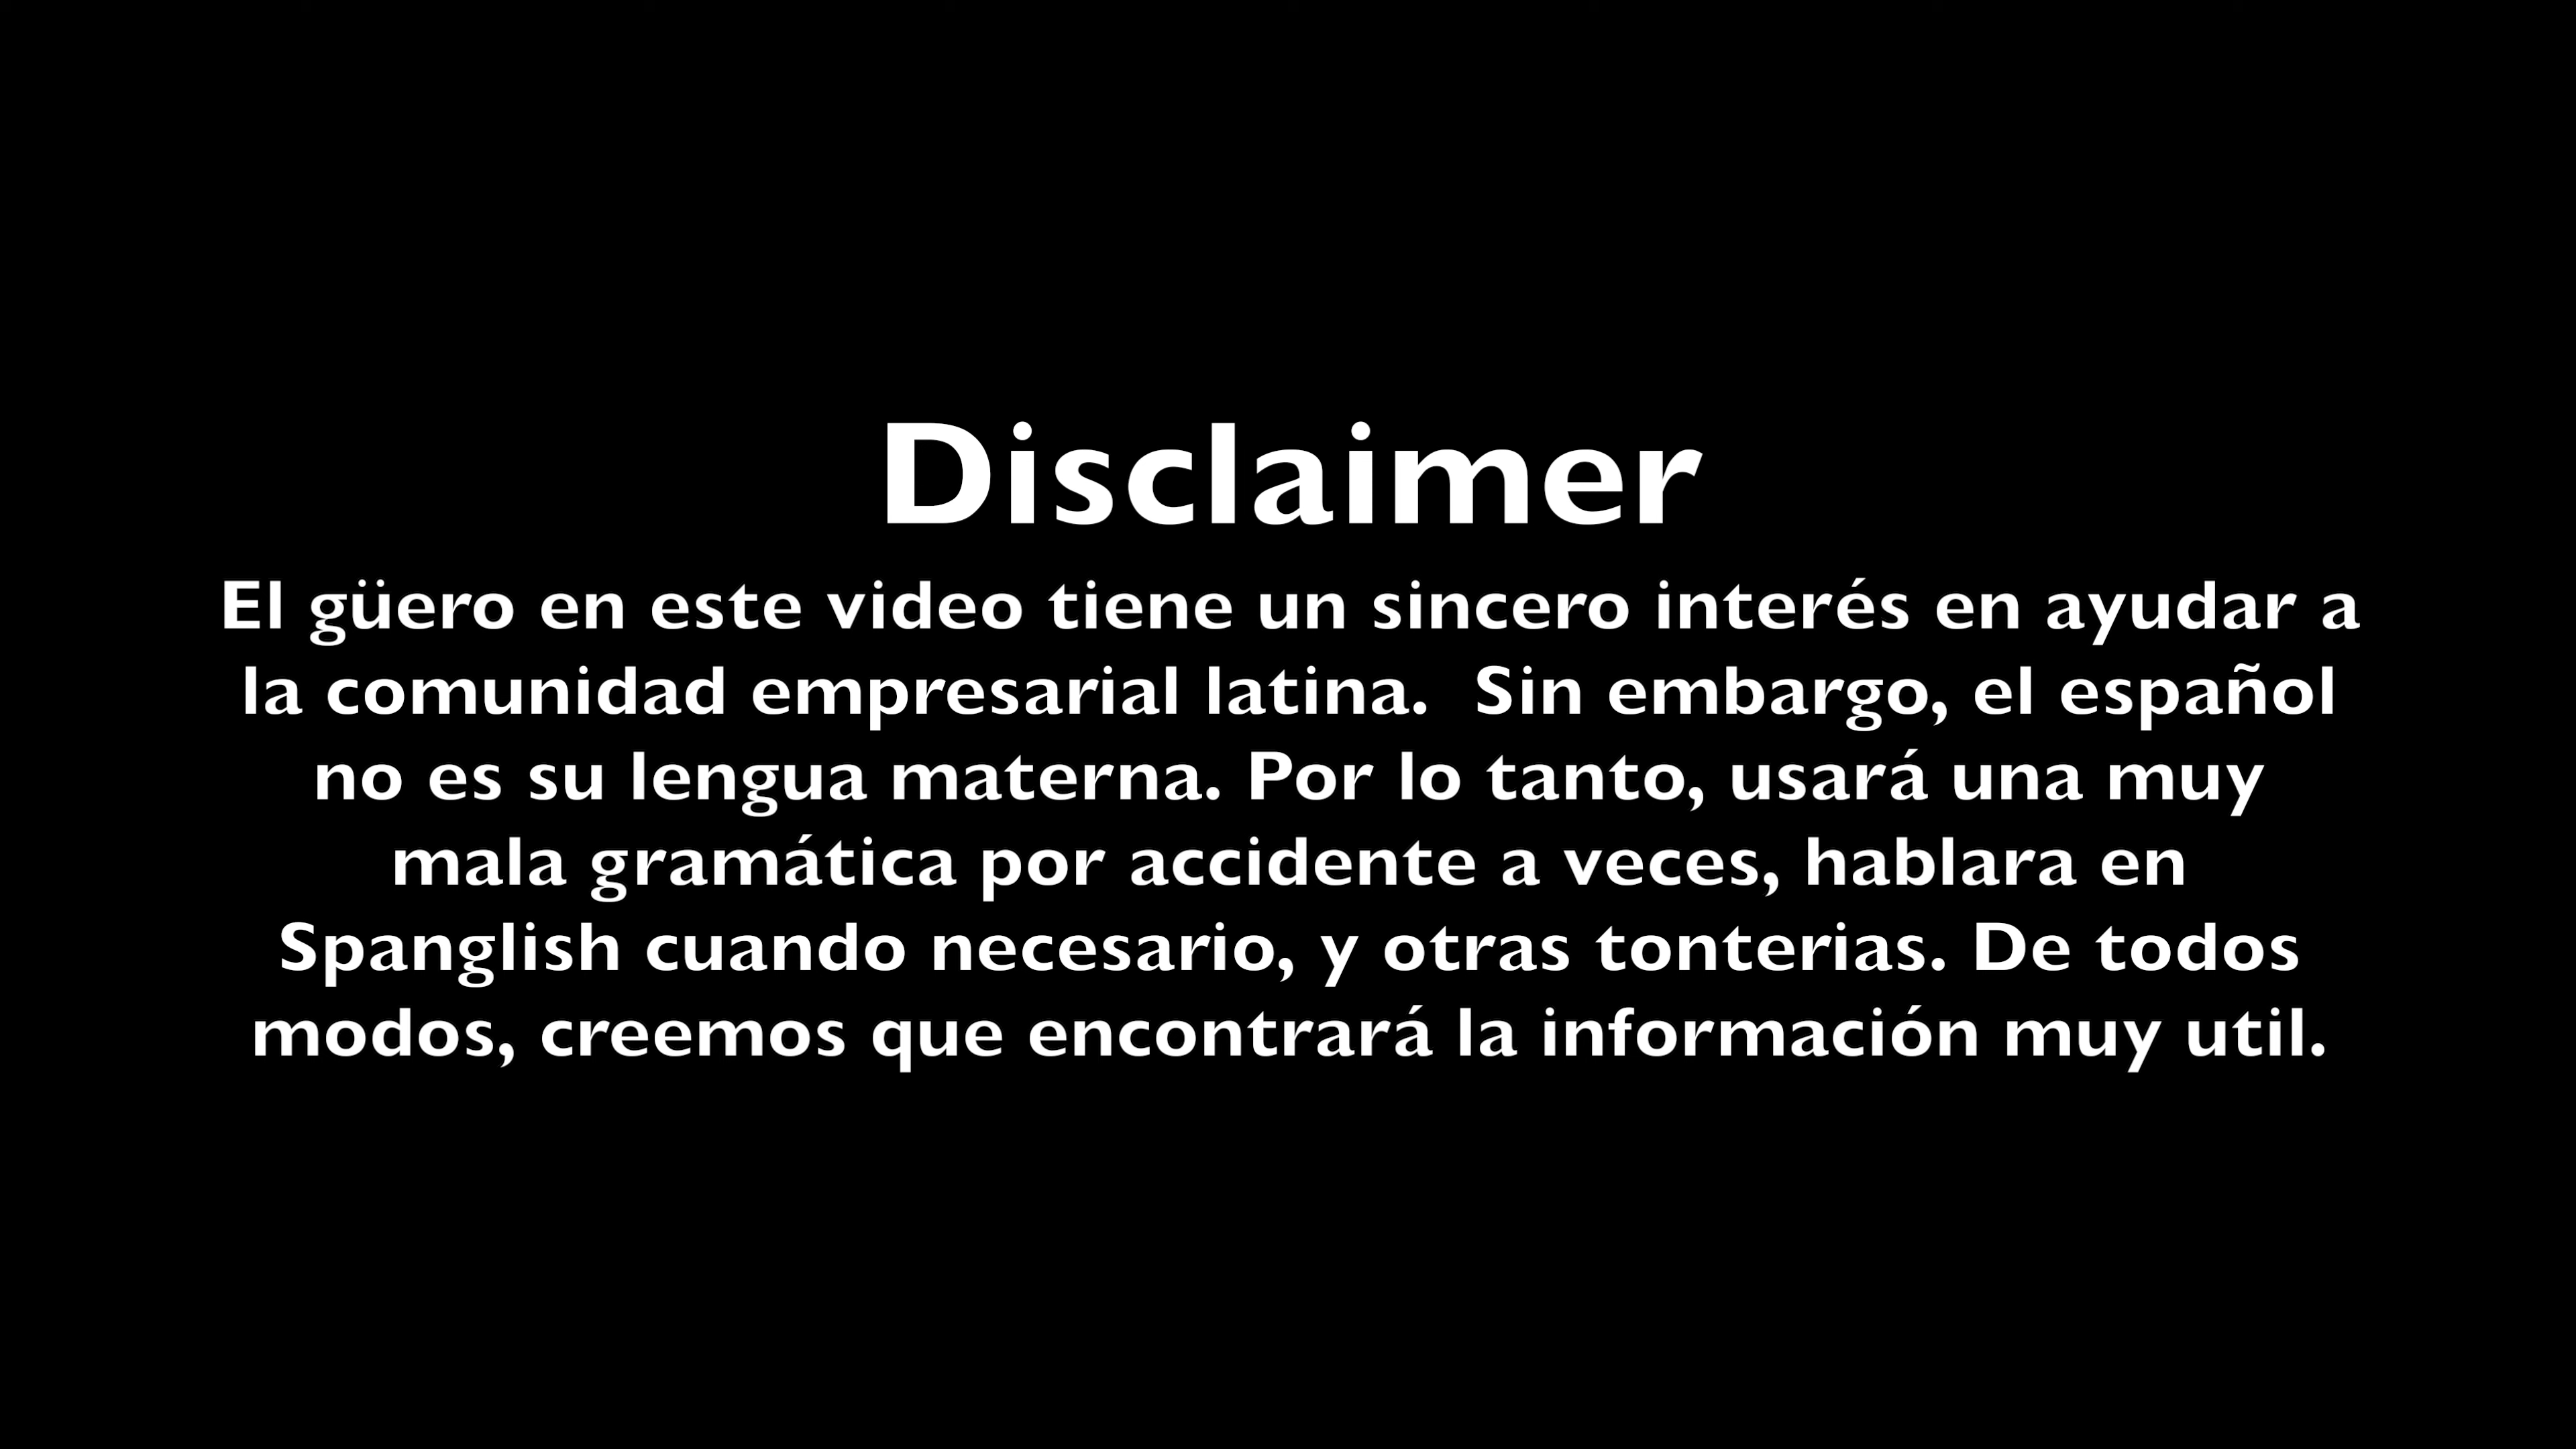 Disclaimer
El güero en este video tiene un sincero interés en ayudar a
la comunidad empresarial latina.  Sin embargo, el español
no es su lengua materna. Por lo tanto, usará una muy
mala gramática por accidente a veces, hablara en
Spanglish cuando necesario, y otras tonterias. De todos
modos, creemos que encontrará la información muy util.